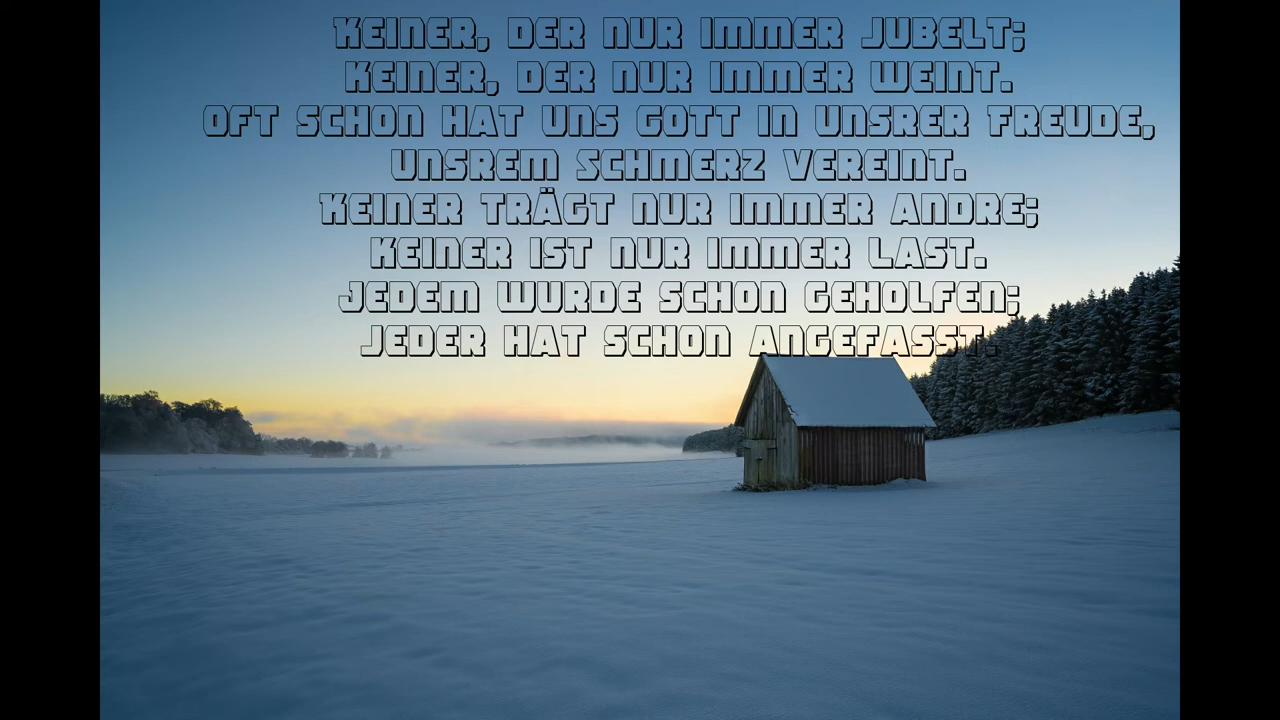 KEINER, DER NUR IMMER JUBELT;
KEINER, DER NUR IMMER WEINT.
OFT SCHON HAT UNS GOTT IN UNSRER FREUDE,
UNSREM SCHMERZ VEREINT.
KEINER TRÄGT NUR IMMER ANDRE;
KEINER IST NUR IMMER LAST.
JEDEM WURDE SCHON GEHOLFEN;
JEDER HAT SCHON ANGEFASST.